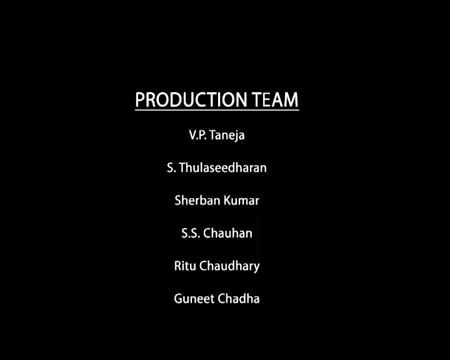 PRODUCTION TEAM
V.P. Taneja
S. Thulaseedharan
Sherban Kumar
S.S. Chauhan
Ritu Chaudhary
Guneet Chadha